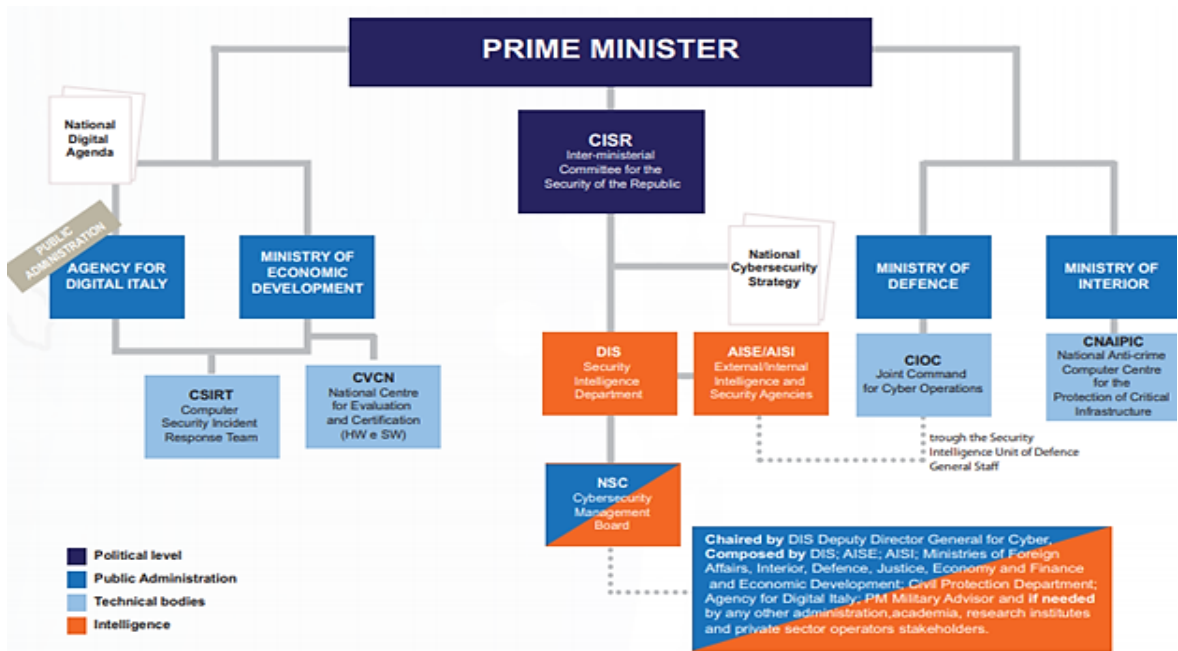 PRIME MINISTER
National
Digital
Agenda
CISR
Inter-ministerial
Committee for the
Security of the Republic
PUBLIC
ADMINISTRATION
AGENCY FOR
DIGITAL ITALY
MINISTRY OF
ECONOMIC
DEVELOPMENT
National
Cybersecurity
Strategy
MINISTRY OF
DEFENCE
MINISTRY OF
INTERIOR
CSIRT
Computer
Security Incident
Response Team
CVCN
National Centre
for Evaluation
and Certification
(HW e SW)
DIS
Security
Intelligence
Department
AISE/AISI
External/Internal
Intelligence and
Security Agencies
CIOC
Joint Command
for Cyber Operations
CNAIPIC
National Anti-crime
Computer Centre
for the
Protection of Critical
Infrastructure
trough the Security
Intelligence Unit of Defence
General Staff
NSC
Cybersecurity
Management
Board
Political level
Public Administration
Technical bodies
Intelligence
Chaired by DIS Deputy Director General for Cyber,
Composed by DIS; AISE; AISI; Ministries of Foreign
Affairs, Interior, Defence, Justice, Economy and Finance
and Economic Development; Civil Protection Department;
Agency for Digital Italy; PM Military Advisor and if needed
by any other administration,academia, research institutes
and private sector operators stakeholders.